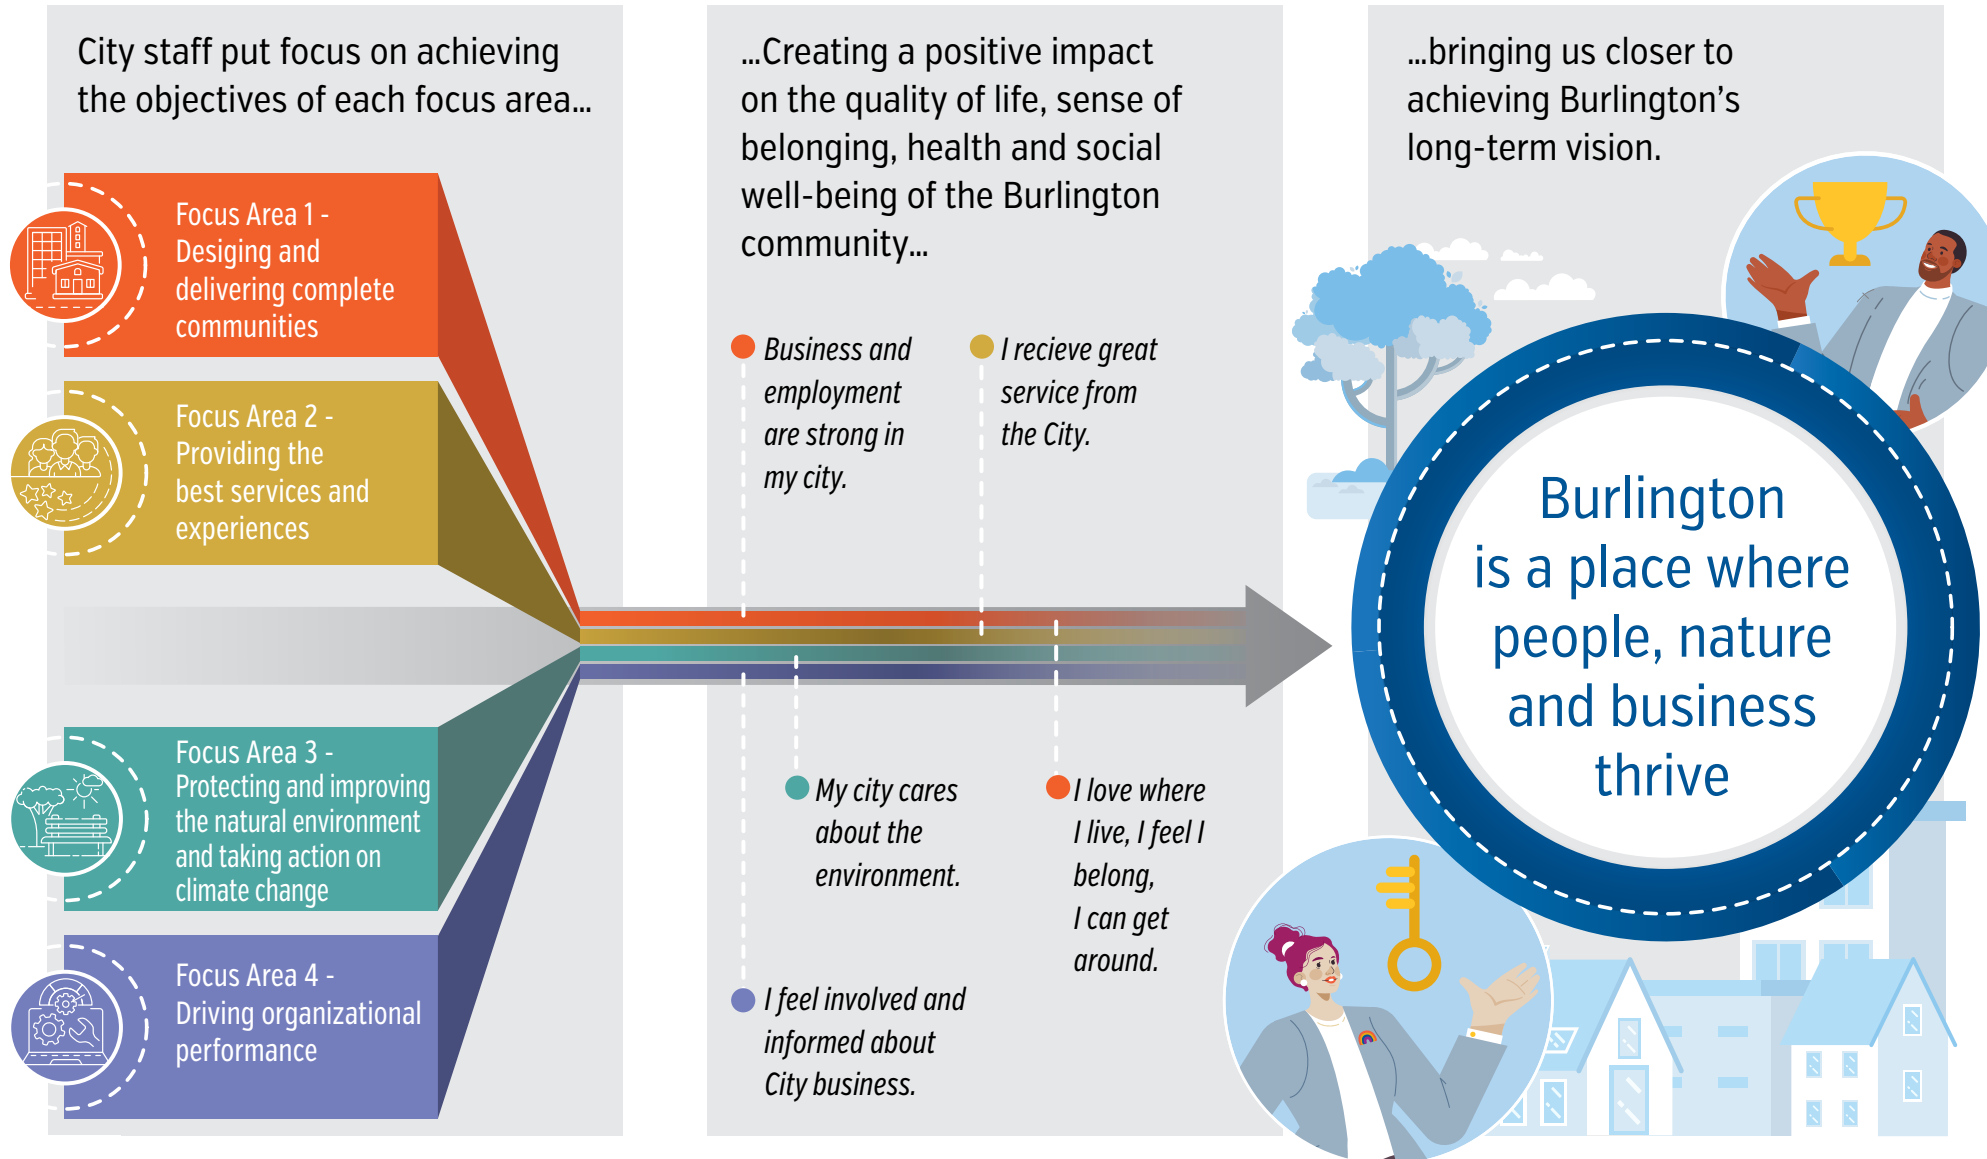 City staff put focus on achieving
the objectives of each focus area...
Focus Area 1 -
Desiging and
delivering complete
communities
Focus Area 2 -
Providing the
best services and
experiences
Focus Area 3 -
Protecting and improving
the natural environment
and taking action on
climate change
Focus Area 4 -
Driving organizational
performance
...Creating a positive impact
on the quality of life, sense of
belonging, health and social
well-being of the Burlington
community...
Business and
employment
are strong in
my city.
I recieve great
service from
the City.
My city cares
about the
environment.
I love where
I live, I feel I
belong,
I can get
around.
I feel involved and
informed about
City business.
...bringing us closer to
achieving Burlington's
long-term vision.
Burlington
is a place where
people, nature
and business
thrive